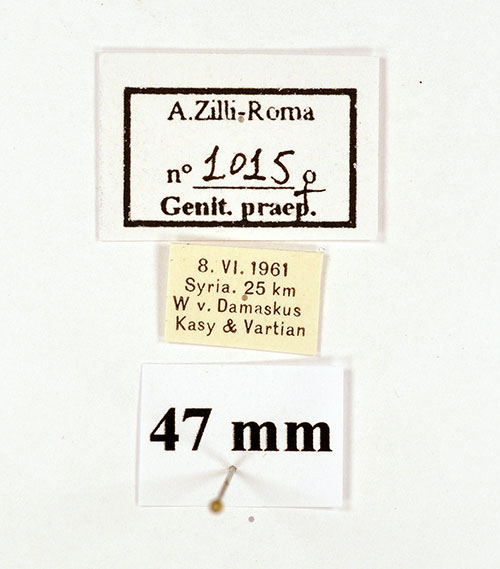 A.Zilli-Roma
n° 1015 ♀
Genit. praep.
8. VI. 1961
Syria. 25 km
W v. Damaskus
Kasy & Vartian
47 mm